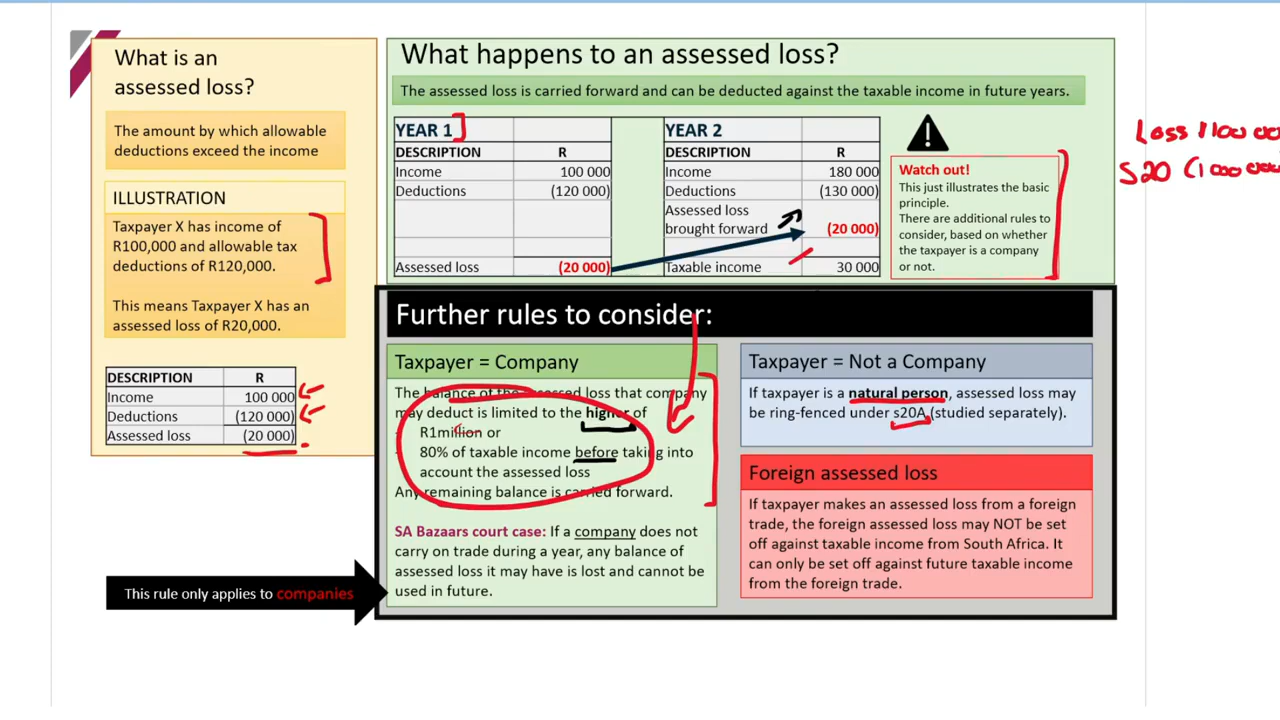 What is an
assessed loss?
The amount by which allowable
deductions exceed the income
ILLUSTRATION
Taxpayer X has income of
R100,000 and allowable tax
deductions of R120,000.
This means Taxpayer X has an
assessed loss of R20,000.
DESCRIPTION R
Income 100 000
Deductions (120 000)
Assessed loss (20 000)
What happens to an assessed loss?
The assessed loss is carried forward and can be deducted against the taxable income in future years.
YEAR 1
DESCRIPTION R
Income 100 000
Deductions (120 000)
Assessed loss (20 000)
YEAR 2
DESCRIPTION R
Income 180 000
Deductions (130 000)
Assessed loss
brought forward (20 000)
Taxable income 30 000
Watch out!
This just illustrates the basic
principle.
There are additional rules to
consider, based on whether
the taxpayer is a company
or not.
Loss
S20
Further rules to consider:
Taxpayer = Company
The balance of the assessed loss that company
may deduct is limited to the higher of
- R1million or
- 80% of taxable income before taking into
account the assessed loss
Any remaining balance is carried forward.
SA Bazaars court case: If a company does not
carry on trade during a year, any balance of
assessed loss it may have is lost and cannot be
used in future.
This rule only applies to companies
Taxpayer = Not a Company
If taxpayer is a natural person, assessed loss may
be ring-fenced under s20A (studied separately).
Foreign assessed loss
If taxpayer makes an assessed loss from a foreign
trade, the foreign assessed loss may NOT be set
off against taxable income from South Africa. It
can only be set off against future taxable income
from the foreign trade.